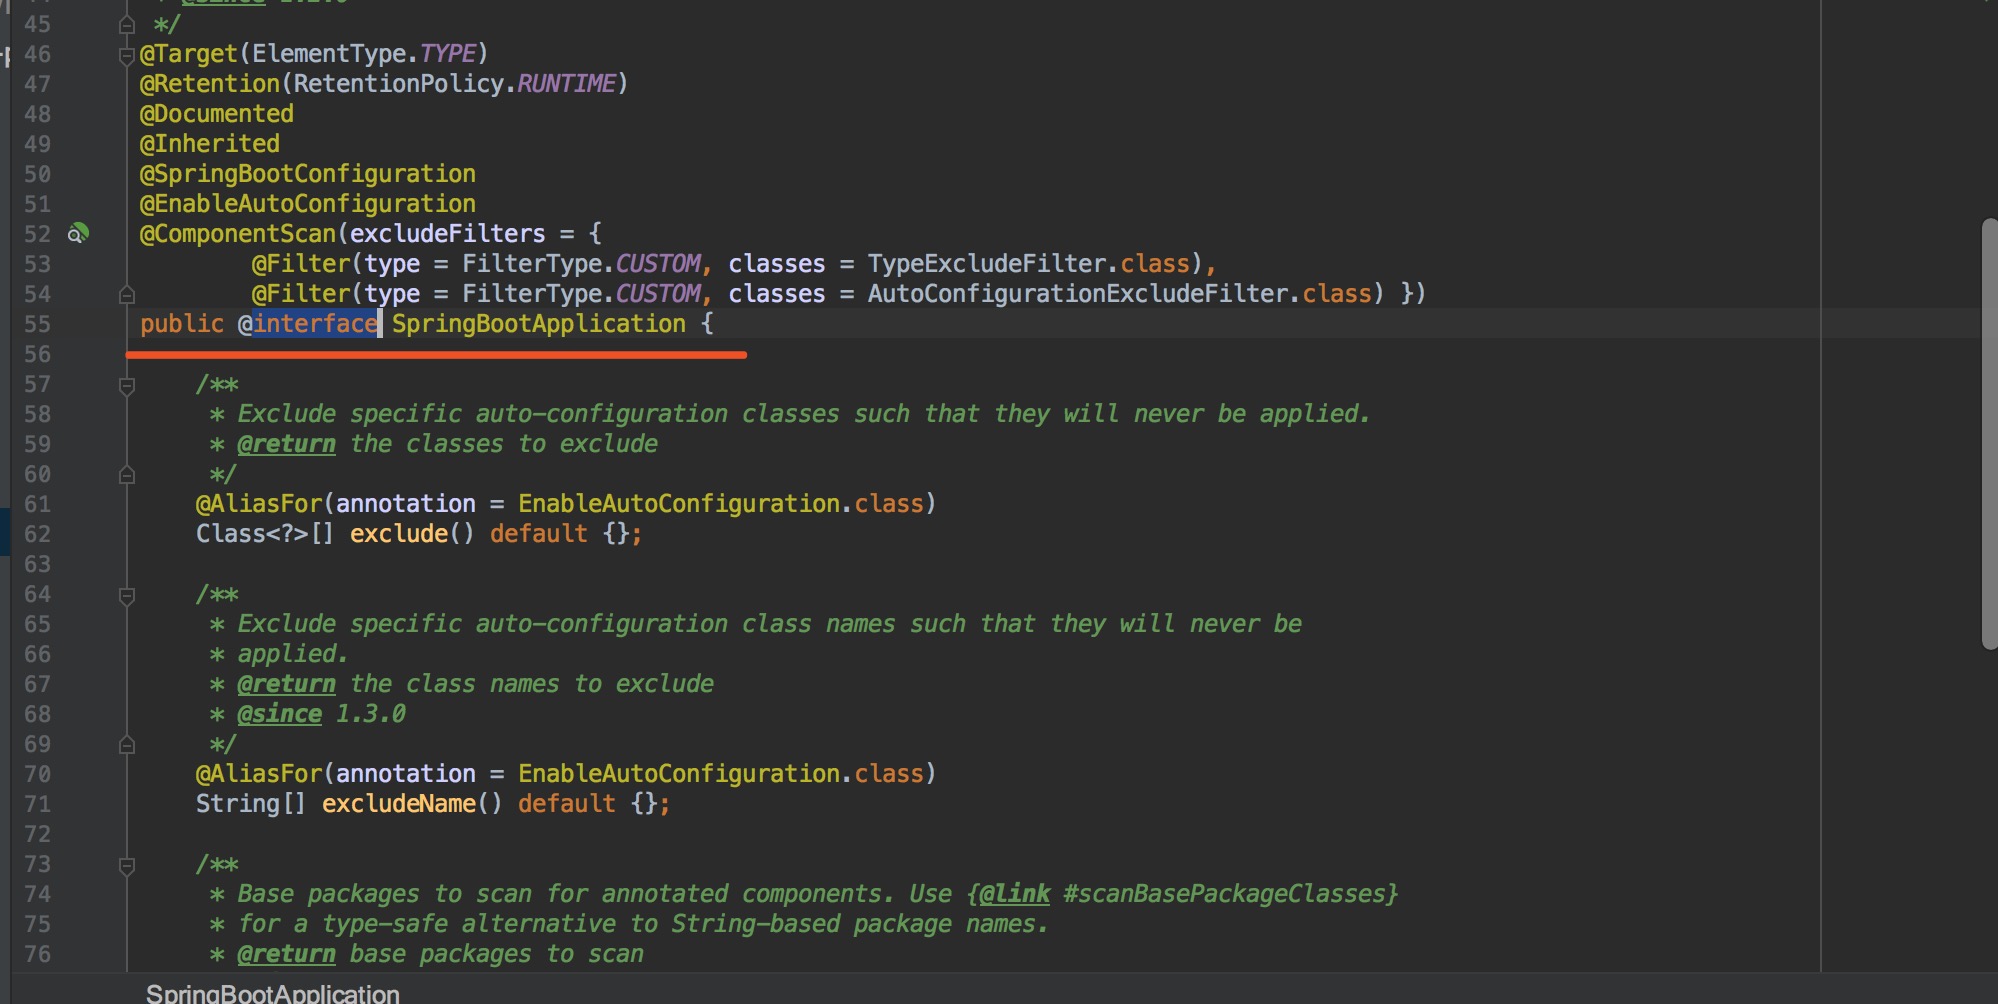 45 */
46 @Target(ElementType.TYPE)
47 @Retention(RetentionPolicy.RUNTIME)
48 @Documented
49 @Inherited
50 @SpringBootConfiguration
51 @EnableAutoConfiguration
52 @ComponentScan(excludeFilters = {
53 @Filter(type = FilterType.CUSTOM, classes = TypeExcludeFilter.class),
54 @Filter(type = FilterType.CUSTOM, classes = AutoConfigurationExcludeFilter.class) })
55 public @interface SpringBootApplication {
56
57 /**
58 * Exclude specific auto-configuration classes such that they will never be applied.
59 * @return the classes to exclude
60 */
61 @AliasFor(annotation = EnableAutoConfiguration.class)
62 Class<?>[] exclude() default {};
63
64 /**
65 * Exclude specific auto-configuration class names such that they will never be
66 * applied.
67 * @return the class names to exclude
68 * @since 1.3.0
69 */
70 @AliasFor(annotation = EnableAutoConfiguration.class)
71 String[] excludeName() default {};
72
73 /**
74 * Base packages to scan for annotated components. Use {@link #scanBasePackageClasses}
75 * for a type-safe alternative to String-based package names.
76 * @return base packages to scan
SpringBootApplication